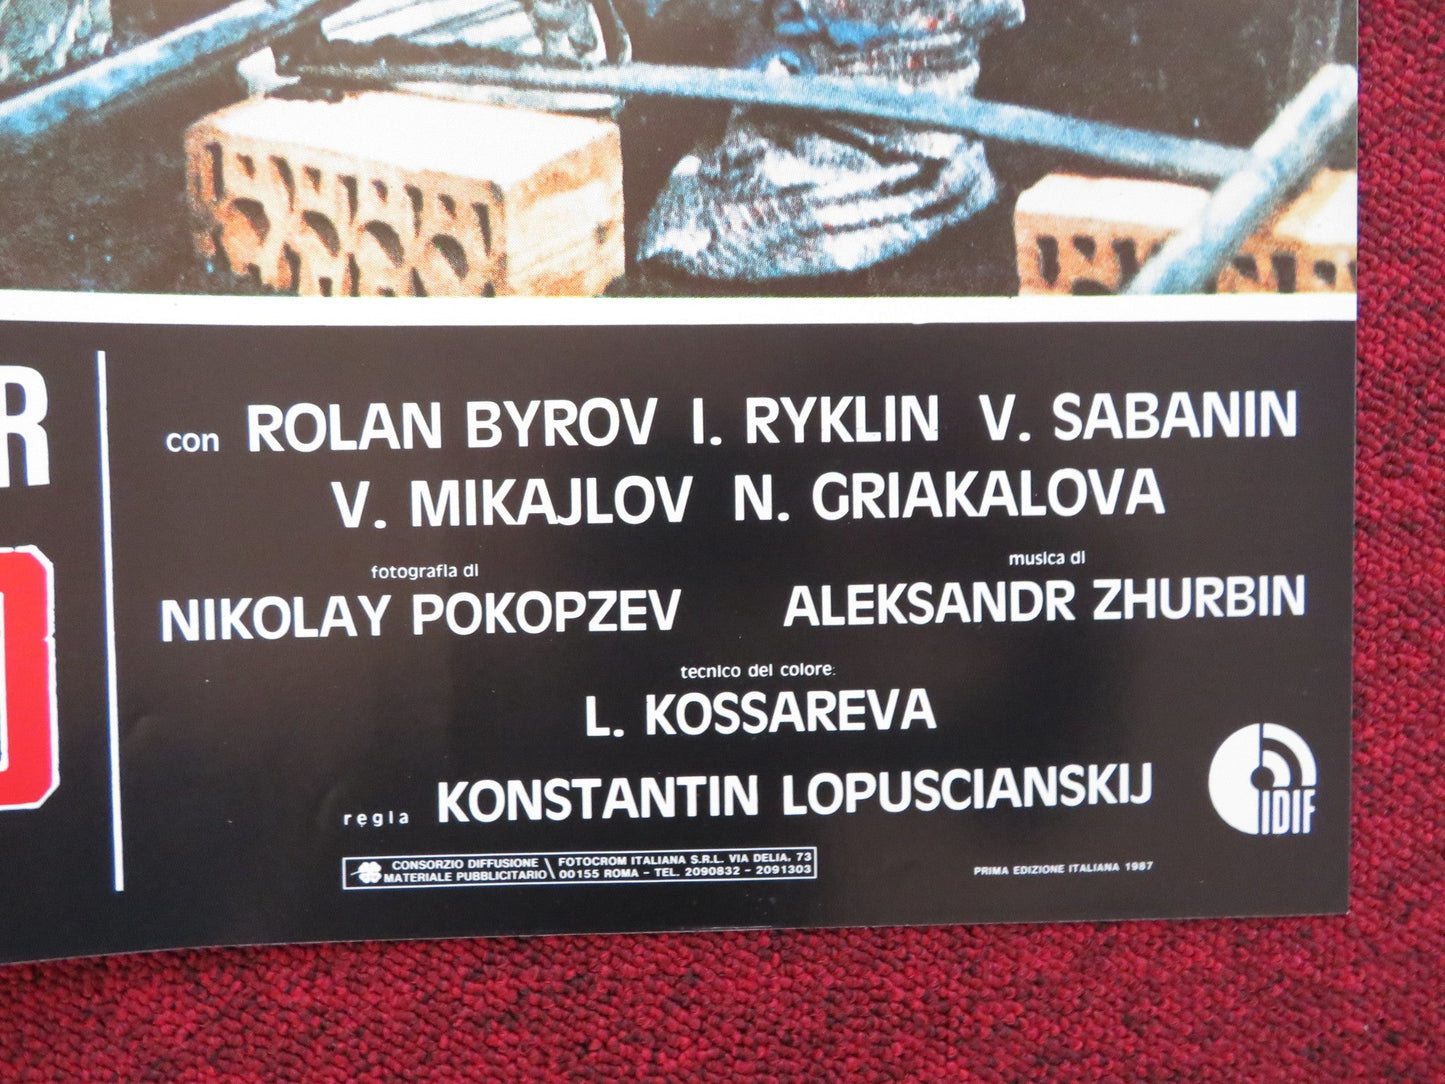 R
con ROLAN BYROV I. RYKLIN V. SABANIN
V. MIKAJLOV N. GRIAKALOVA
fotografia di
NIKOLAY POKOPZEV
musica di
ALEKSANDR ZHURBIN
tecnico del colore:
L. KOSSAREVA
regia KONSTANTIN LOPUSCIANSKIJ
CIDIF
CONSORZIO DIFFUSIONE \ FOTOCROM ITALIANA S.R.L. VIA DELIA, 73
MATERIALE PUBBLICITARIO \ 00155 ROMA - TEL. 2090832 - 2091303
PRIMA EDIZIONE ITALIANA 1987